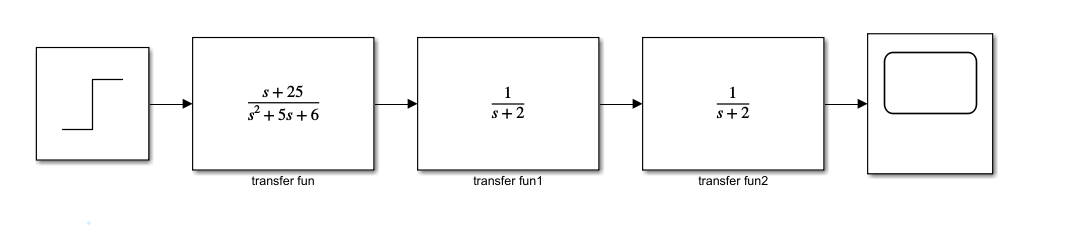 s + 25
s² + 5s + 6
transfer fun
1
s + 2
transfer fun1
1
s + 2
transfer fun2